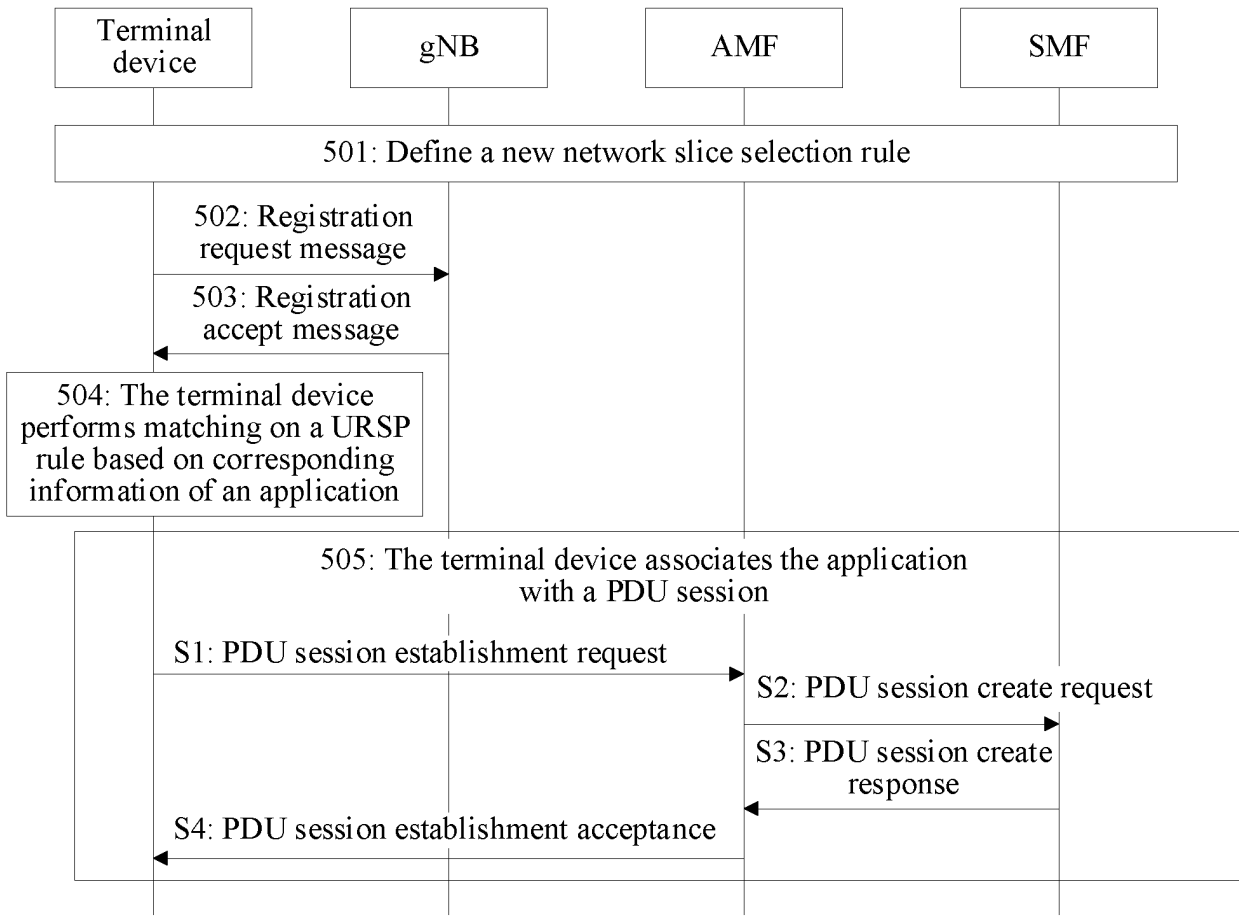 Terminal
device
gNB
AMF
SMF
501: Define a new network slice selection rule
502: Registration
request message
503: Registration
accept message
504: The terminal device
performs matching on a URSP
rule based on corresponding
information of an application
505: The terminal device associates the application
with a PDU session
S1: PDU session establishment request
S2: PDU session create request
S3: PDU session create
response
S4: PDU session establishment acceptance